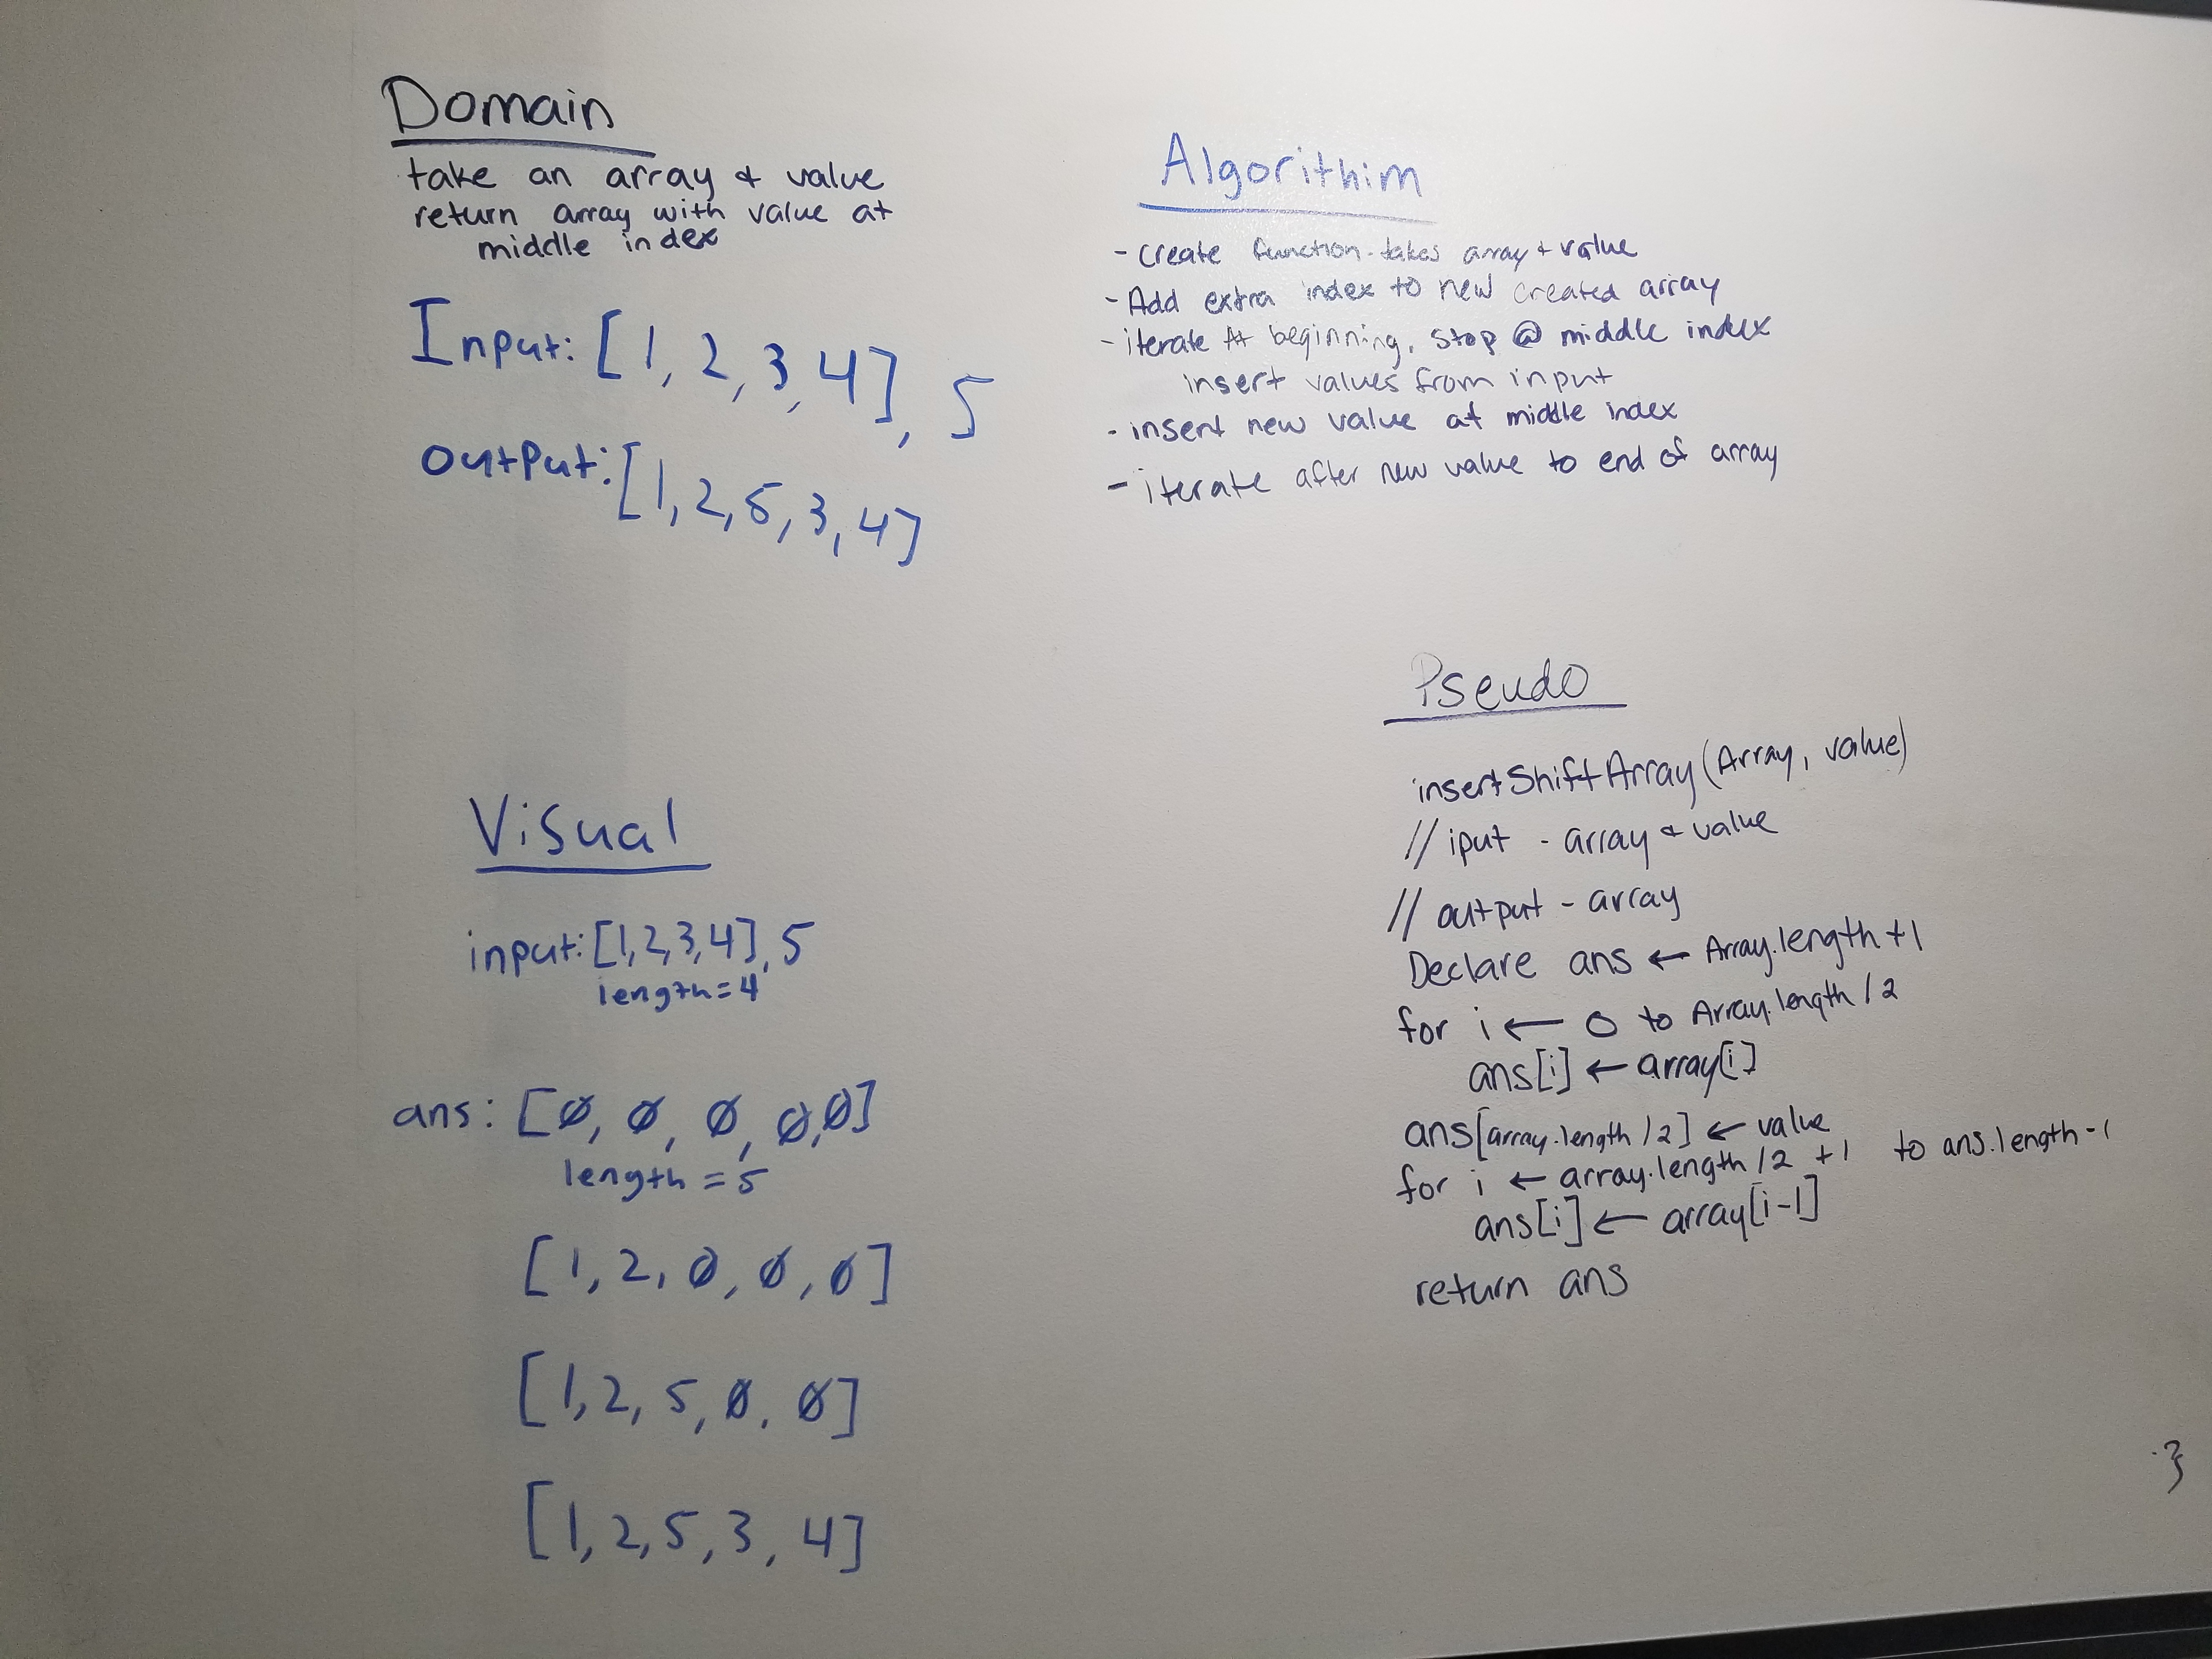 Domain
take an array & value
return array with value at
middle index
Input: [1, 2, 3, 4], 5
output: [1, 2, 5, 3, 4]
Algorithim
- create function takes array + value
- Add extra index to new created array
- iterate At beginning, stop @ middle index
insert values from input
- insert new value at middle index
- iterate after new value to end of array
Visual
input: [1, 2, 3, 4], 5
length = 4
ans: [Ø, Ø, Ø, Ø, Ø]
length = 5
[1, 2, Ø, Ø, Ø]
[1, 2, 5, Ø, Ø]
[1, 2, 5, 3, 4]
Pseudo
insertShiftArray(Array, value)
// iput - array & value
// output - array
Declare ans ← Array.length + 1
for i ← 0 to Array.length / 2
ans[i] ← array[i]
ans[array.length / 2] ← value
for i ← array.length / 2 + 1 to ans.length - 1
ans[i] ← array[i-1]
return ans